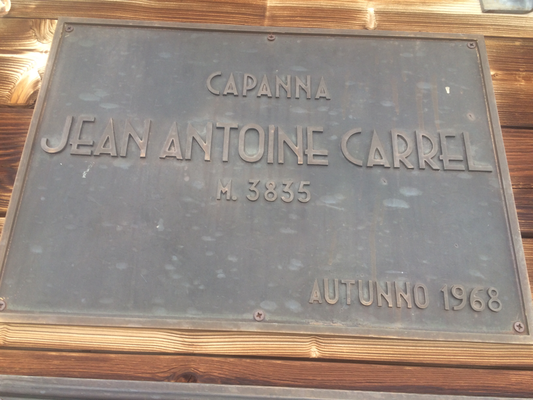 CAPANNA
JEAN ANTOINE CARREL
M. 3835
AUTUNNO 1968